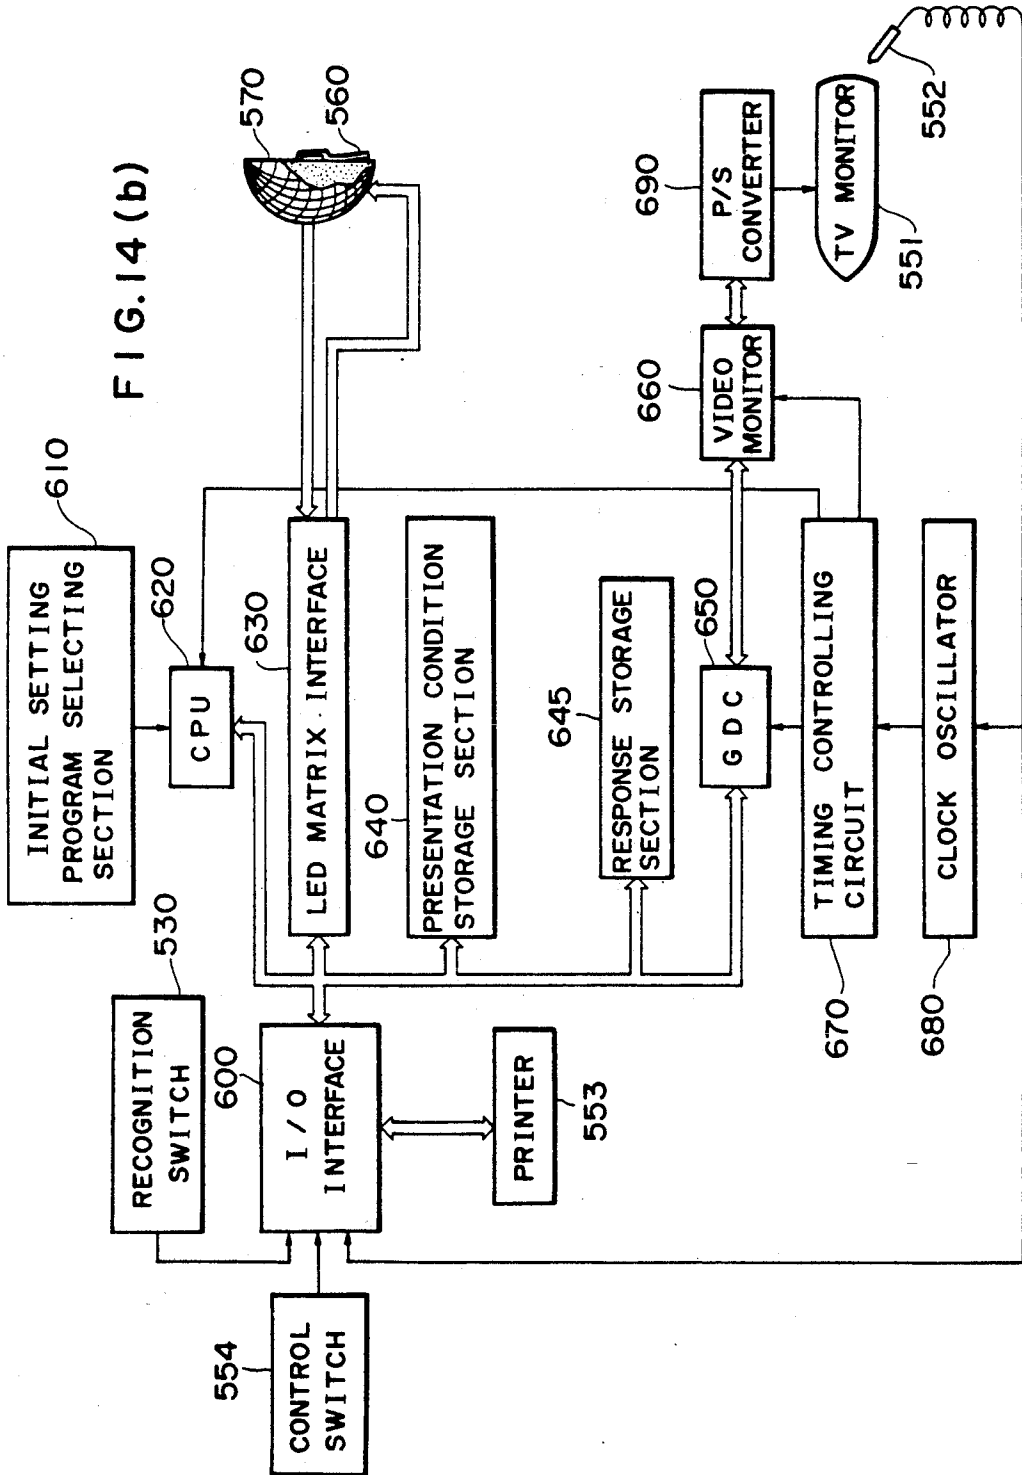 FIG.14(b)
INITIAL SETTING
PROGRAM SELECTING
SECTION
610
CPU
620
RECOGNITION
SWITCH
530
CONTROL
SWITCH
554
I/O
INTERFACE
600
PRINTER
553
LED MATRIX·INTERFACE
630
570
560
PRESENTATION CONDITION
STORAGE SECTION
640
RESPONSE STORAGE
SECTION
645
GDC
650
VIDEO
MONITOR
660
P/S
CONVERTER
690
TV MONITOR
551
552
TIMING CONTROLLING
CIRCUIT
670
CLOCK OSCILLATOR
680